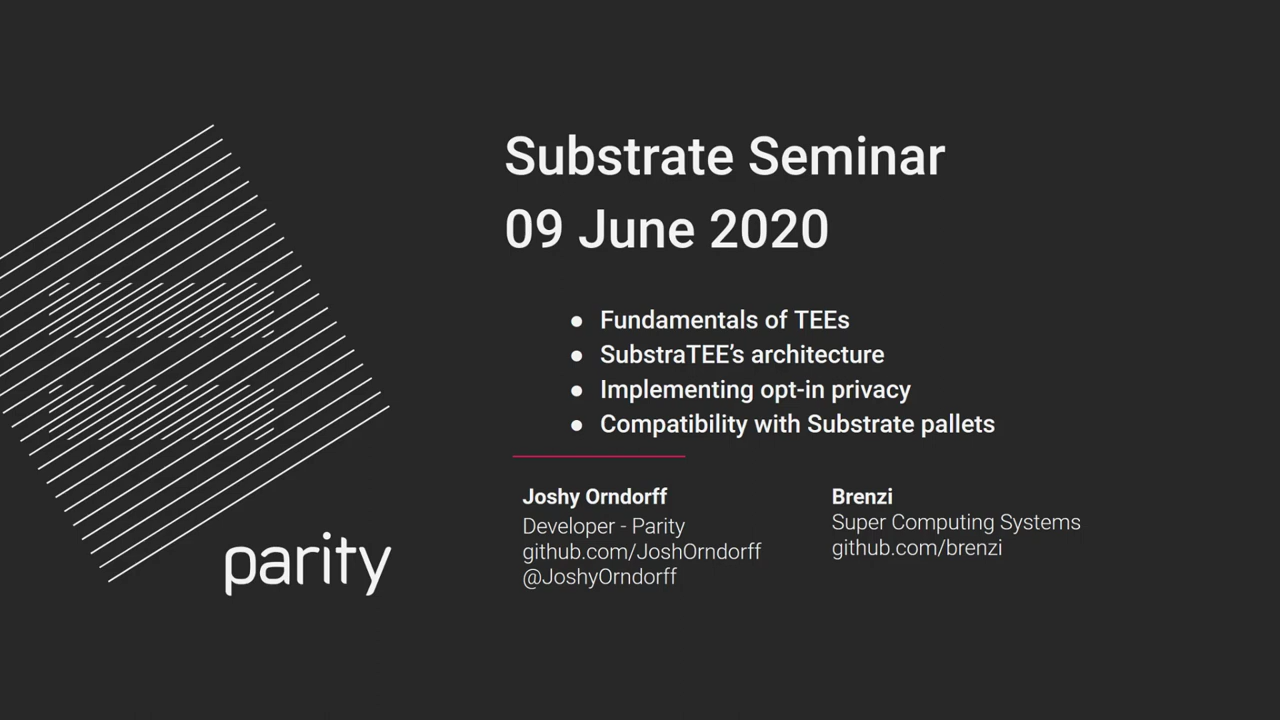 Substrate Seminar
09 June 2020
● Fundamentals of TEEs
● SubstraTEE’s architecture
● Implementing opt-in privacy
● Compatibility with Substrate pallets
Joshy Orndorff
Developer - Parity
github.com/JoshOrndorff
@JoshyOrndorff
Brenzi
Super Computing Systems
github.com/brenzi
parity